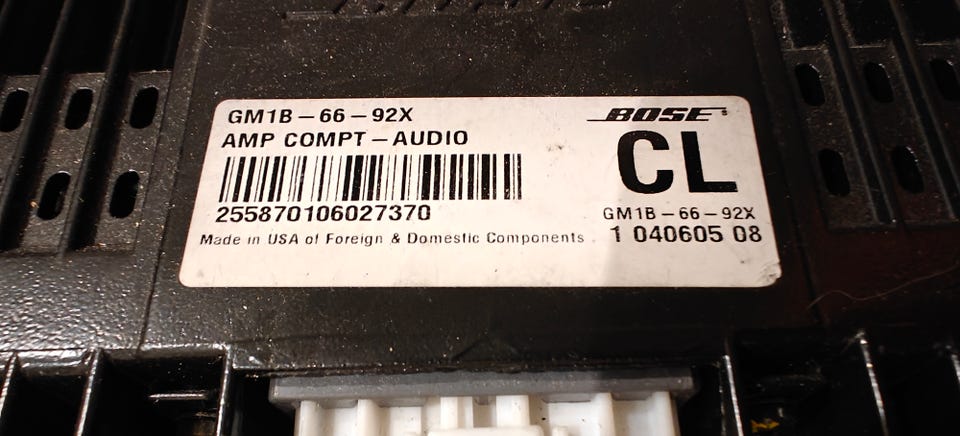 GM1B-66-92X
AMP COMPT-AUDIO
255870106027370
Made in USA of Foreign & Domestic Components
BOSE®
CL
GM1B-66-92X
1 040605 08